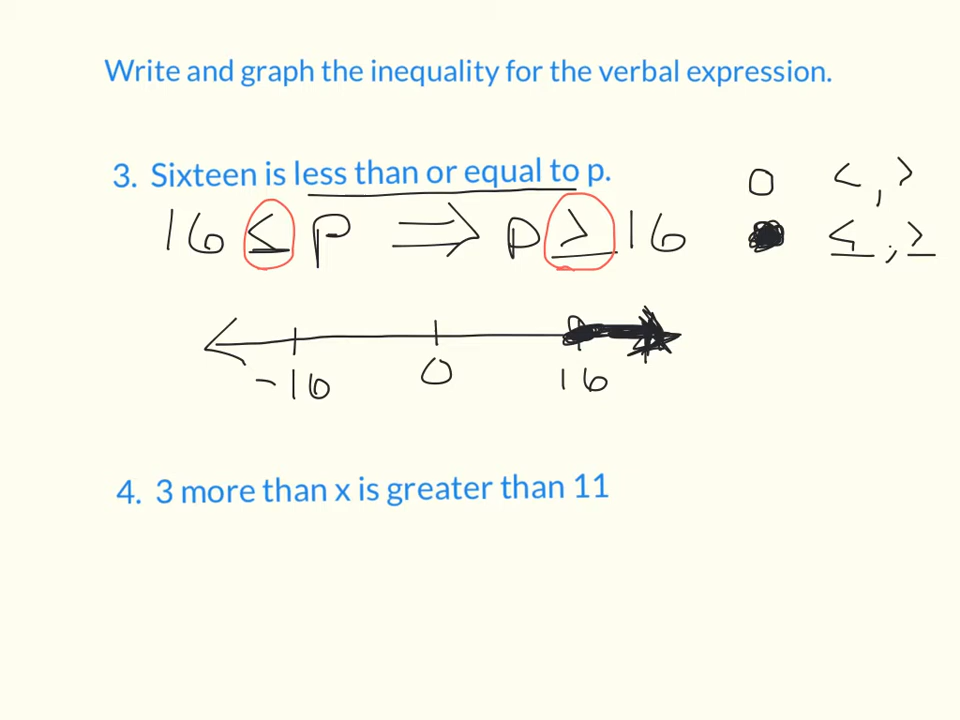 Write and graph the inequality for the verbal expression.
3. Sixteen is less than or equal to p.
16 ≤ p ⇒ p ≥ 16
o <, >
● ≤, ≥
-16 0 16
4. 3 more than x is greater than 11